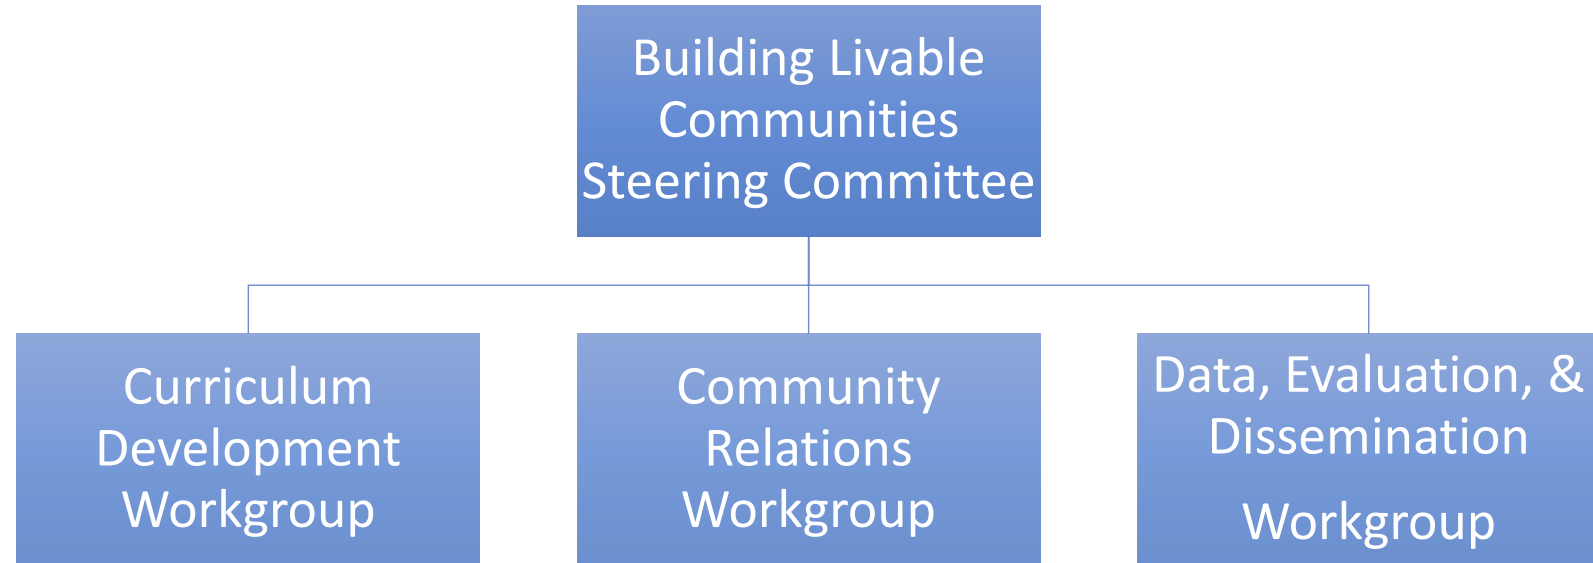 Building Livable
Communities
Steering Committee
Curriculum
Development
Workgroup
Community
Relations
Workgroup
Data, Evaluation, &
Dissemination
Workgroup